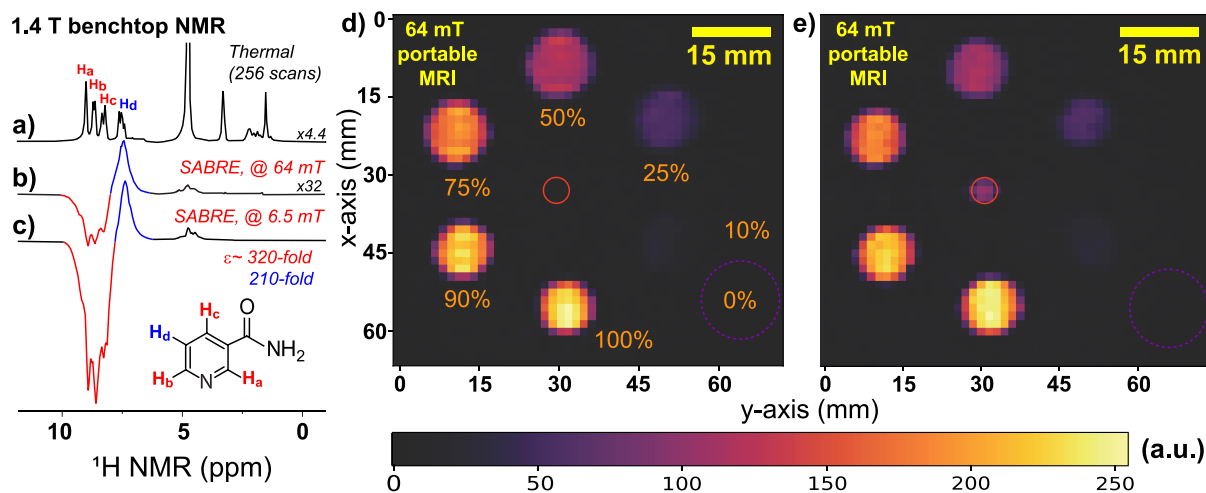 1.4 T benchtop NMR
Thermal
(256 scans)
Ha
Hb
Hc
Hd
a)
x4.4
SABRE, @ 64 mT
b)
x32
SABRE, @ 6.5 mT
c)
ε~ 320-fold
210-fold
Hc
O
Hd
NH₂
Hb
N
Ha
10
5
0
¹H NMR (ppm)
d)
0
15
30
45
60
x-axis (mm)
64 mT
portable
MRI
15 mm
50%
25%
75%
10%
90%
0%
100%
0
15
30
45
60
e)
64 mT
portable
MRI
15 mm
0
15
30
45
60
y-axis (mm)
0
50
100
150
200
250
(a.u.)